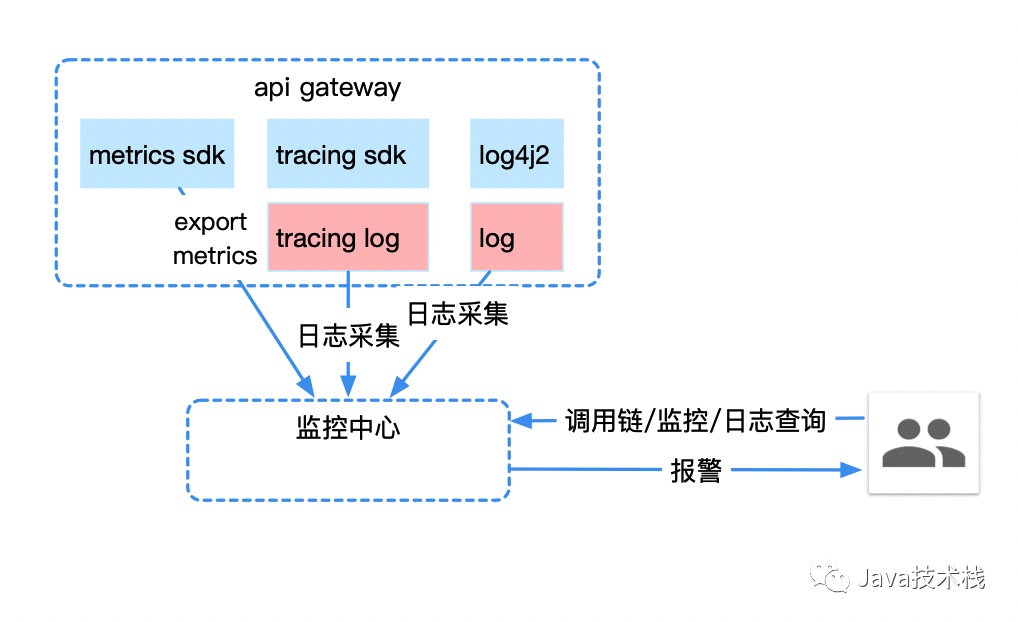 api gateway
metrics sdk
tracing sdk
log4j2
export
metrics
tracing log
log
日志采集
日志采集
监控中心
调用链/监控/日志查询
报警
Java技术栈